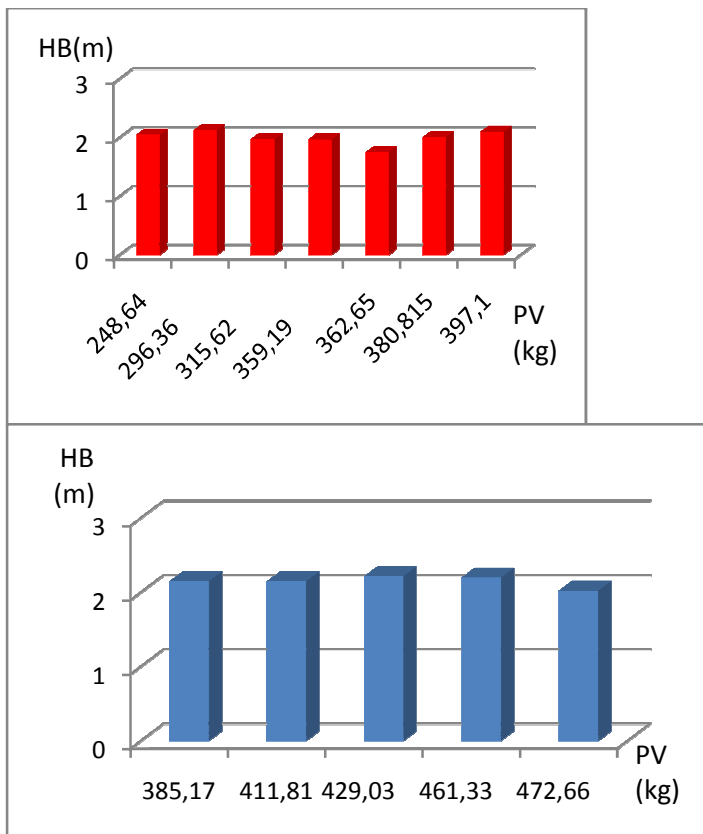 HB(m)
3
2
1
0
248,64
296,36
315,62
359,19
362,65
380,815
397,1
PV
(kg)
HB
(m)
3
2
1
0
385,17 411,81 429,03 461,33 472,66
PV
(kg)